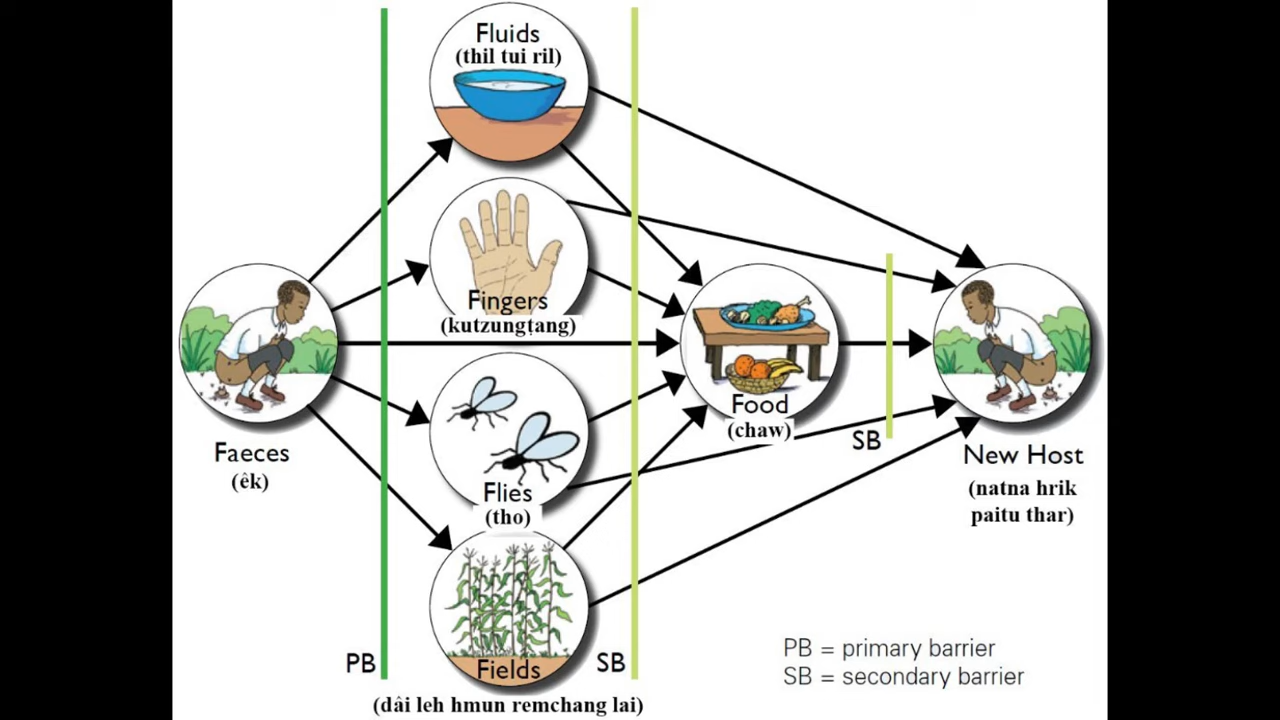 Fluids
(thil tui ril)
Fingers
(kutzungṭang)
Faeces
(êk)
Flies
(tho)
Food
(chaw)
SB
New Host
(natna hrik
paitu thar)
PB
SB
Fields
(dâi leh hmun remchang lai)
PB = primary barrier
SB = secondary barrier